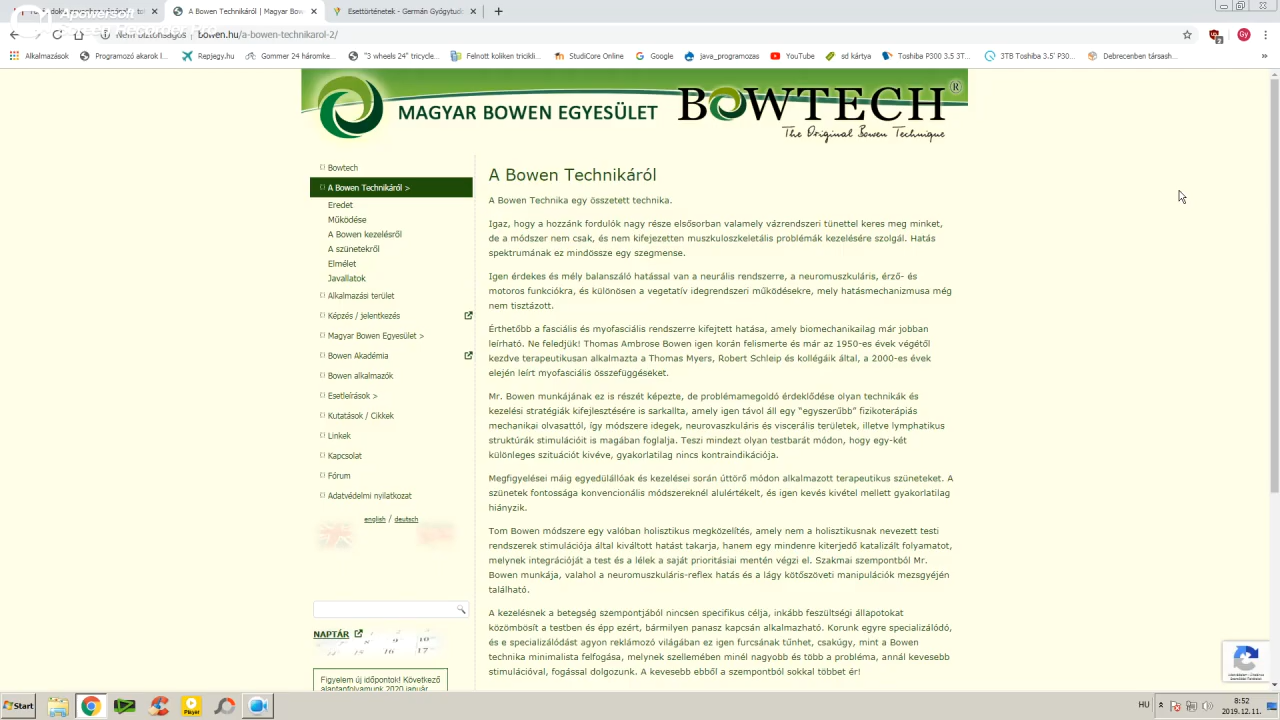 A Bowen Technikáról | Magyar Bow
Esettörténetek – Germán Gyógytud
Apowersoft
Nem biztonságos | bowen.hu/a-bowen-technikarol-2/
Alkalmazások
Programozó akarok l...
Repjegy.hu
Gommer 24 háromke...
"3 wheels 24" tricycle...
Felnott koliken tricikli...
StudiCore Online
Google
java_programozas
YouTube
sd kártya
Toshiba P300 3.5 3T...
3TB Toshiba 3.5' P30...
Debrecenben társash...
MAGYAR BOWEN EGYESÜLET
BOWTECH ®
The Original Bowen Technique
Bowtech
A Bowen Technikáról >
Eredet
Működése
A Bowen kezelésről
A szünetekről
Elmélet
Javallatok
Alkalmazási terület
Képzés / jelentkezés
Magyar Bowen Egyesület >
Bowen Akadémia
Bowen alkalmazók
Esetleírások >
Kutatások / Cikkek
Linkek
Kapcsolat
Fórum
Adatvédelmi nyilatkozat
english / deutsch
NAPTÁR
Figyelem új időpontok! Következő
alaptanfolyamunk 2020 január
A Bowen Technikáról
A Bowen Technika egy összetett technika.
Igaz, hogy a hozzánk fordulók nagy része elsősorban valamely vázrendszeri tünettel keres meg minket,
de a módszer nem csak, és nem kifejezetten muszkuloszkeletális problémák kezelésére szolgál. Hatás
spektrumának ez mindössze egy szegmense.
Igen érdekes és mély balanszáló hatással van a neurális rendszerre, a neuromuszkuláris, érző- és
motoros funkciókra, és különösen a vegetatív idegrendszeri működésekre, mely hatásmechanizmusa még
nem tisztázott.
Érthetőbb a fasciális és myofasciális rendszerre kifejtett hatása, amely biomechanikailag már jobban
leírható. Ne feledjük! Thomas Ambrose Bowen igen korán felismerte és már az 1950-es évek végétől
kezdve terapeutikusan alkalmazta a Thomas Myers, Robert Schleip és kollégáik által, a 2000-es évek
elején leírt myofasciális összefüggéseket.
Mr. Bowen munkájának ez is részét képezte, de problémamegoldó érdeklődése olyan technikák és
kezelési stratégiák kifejlesztésére is sarkallta, amely igen távol áll egy "egyszerűbb" fizikoterápiás
mechanikai olvasattól, így módszere idegek, neurovaszkuláris és viscerális területek, illetve lymphatikus
struktúrák stimulációit is magában foglalja. Teszi mindezt olyan testbarát módon, hogy egy-két
különleges szituációt kivéve, gyakorlatilag nincs kontraindikációja.
Megfigyelései máig egyedülállóak és kezelései során úttörő módon alkalmazott terapeutikus szüneteket. A
szünetek fontossága konvencionális módszereknél alulértékelt, és igen kevés kivétel mellett gyakorlatilag
hiányzik.
Tom Bowen módszere egy valóban holisztikus megközelítés, amely nem a holisztikusnak nevezett testi
rendszerek stimulációja által kiváltott hatást takarja, hanem egy mindenre kiterjedő katalizált folyamatot,
melynek integrációját a test és a lélek a saját prioritásiai mentén végzi el. Szakmai szempontból Mr.
Bowen munkája, valahol a neuromuszkuláris-reflex hatás és a lágy kötőszöveti manipulációk mezsgyéjén
található.
A kezelésnek a betegség szempontjából nincsen specifikus célja, inkább feszültségi állapotokat
közömbösít a testben és épp ezért, bármilyen panasz kapcsán alkalmazható. Korunk egyre specializálódó,
és e specializálódást agyon reklámozó világában ez igen furcsának tűnhet, csakúgy, mint a Bowen
technika minimalista felfogása, melynek szellemében minél nagyobb és több a probléma, annál kevesebb
stimulációval, fogással dolgozunk. A kevesebb ebből a szempontból sokkal többet ér!
Start
HU
8:52
2019.12.11.